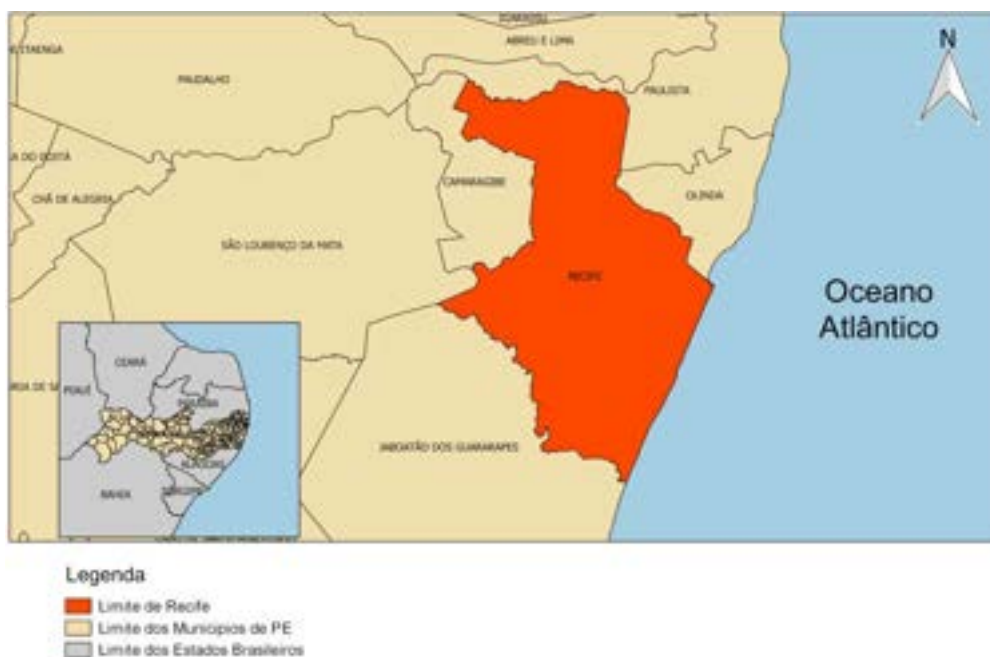 ABREU E LIMA
PAUDALHO
PAULISTA
N
CHÃ DE ALEGRIA
CAMARAGIBE
OLINDA
SÃO LOURENÇO DA MATA
RECIFE
Oceano
Atlântico
JABOATÃO DOS GUARARAPES
CEARÁ
PIAUÍ
PARAÍBA
ALAGOAS
BAHIA
Legenda
Limite de Recife
Limite dos Municipios de PE
Limite dos Estados Brasileiros